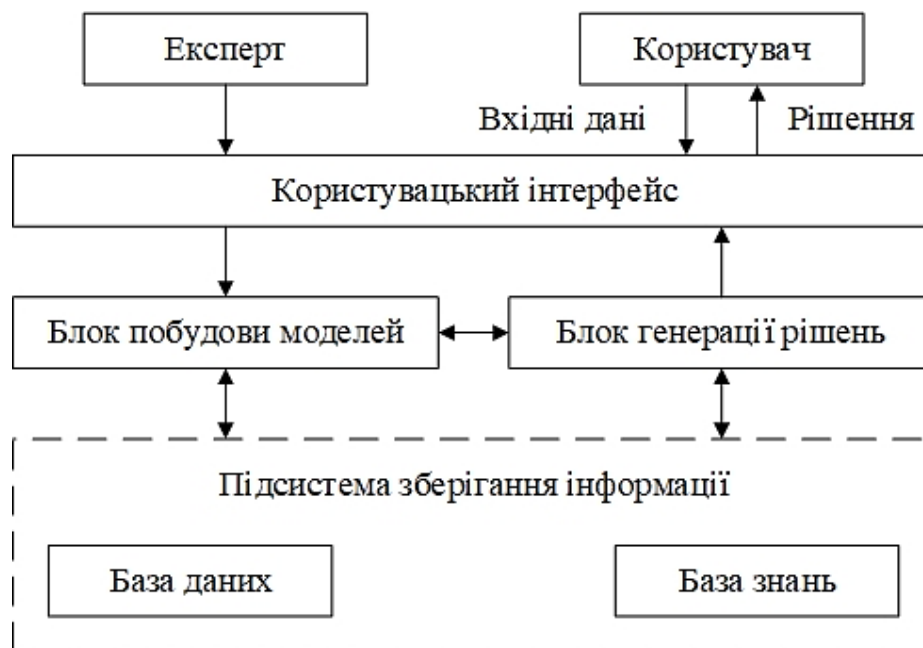 Експерт
Користувач
Вхідні дані
Рішення
Користувацький інтерфейс
Блок побудови моделей
Блок генерації рішень
Підсистема зберігання інформації
База даних
База знань